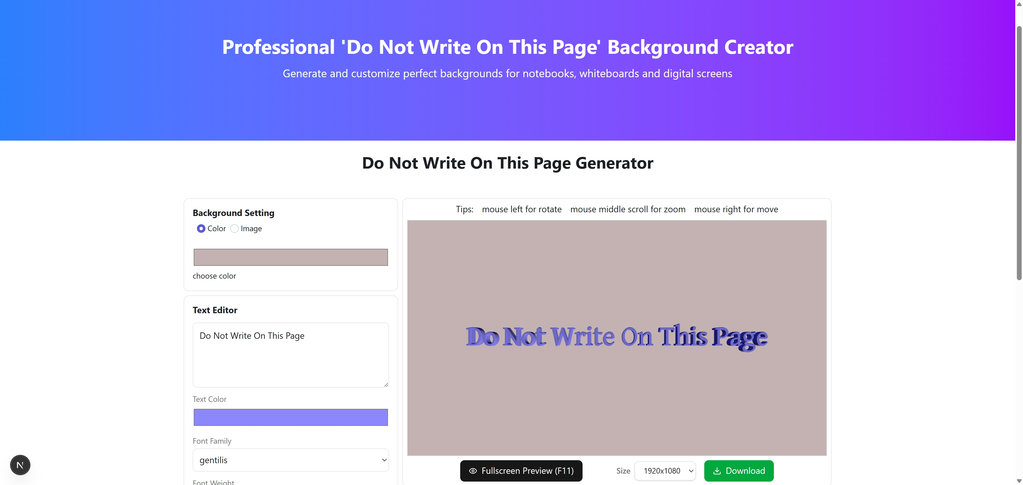 Professional 'Do Not Write On This Page' Background Creator
Generate and customize perfect backgrounds for notebooks, whiteboards and digital screens
Do Not Write On This Page Generator
Background Setting
Color
Image
choose color
Text Editor
Do Not Write On This Page
Text Color
Font Family
gentilis
Font Weight
Tips: mouse left for rotate mouse middle scroll for zoom mouse right for move
Do Not Write On This Page
Fullscreen Preview (F11)
Size
1920x1080
Download
N